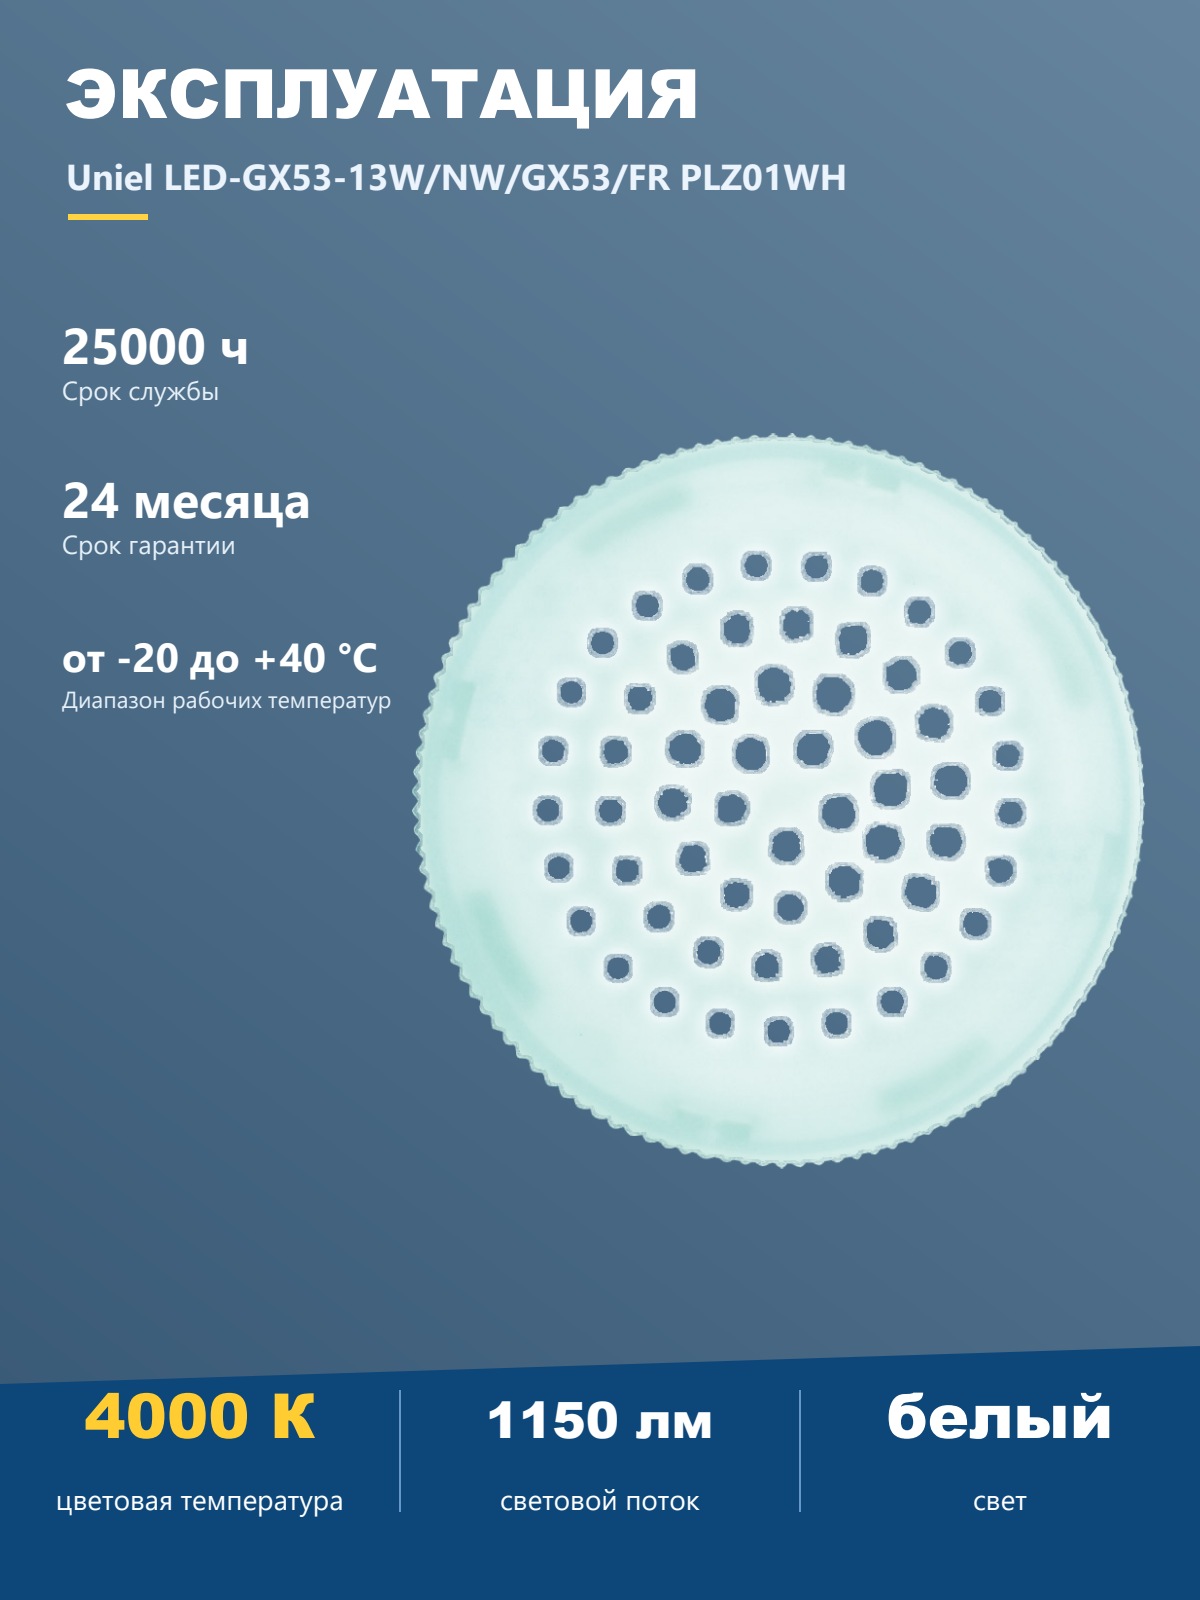 ЭКСПЛУАТАЦИЯ
Uniel LED-GX53-13W/NW/GX53/FR PLZ01WH
25000 ч
Срок службы
24 месяца
Срок гарантии
от -20 до +40 °C
Диапазон рабочих температур
4000 К
цветовая температура
1150 лм
световой поток
белый
свет